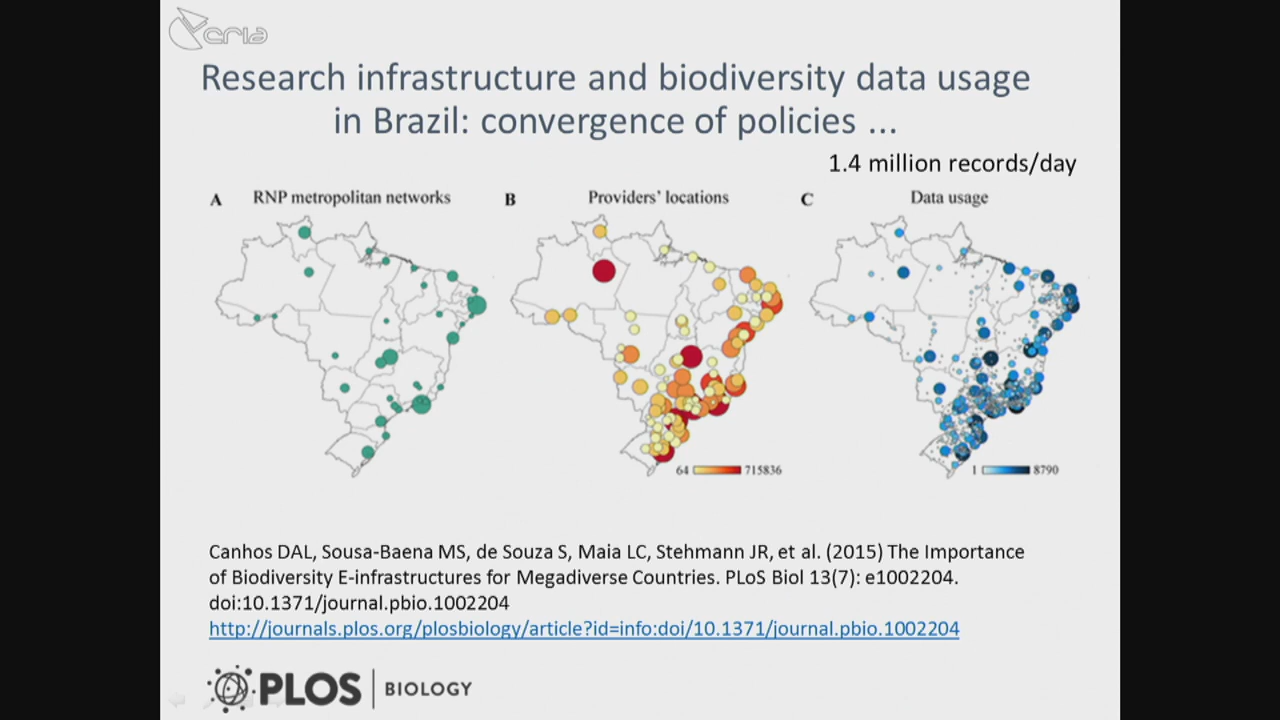 cria
Research infrastructure and biodiversity data usage
in Brazil: convergence of policies ...
1.4 million records/day
A RNP metropolitan networks
B Providers' locations
C Data usage
64 715836
1 8790
Canhos DAL, Sousa-Baena MS, de Souza S, Maia LC, Stehmann JR, et al. (2015) The Importance
of Biodiversity E-infrastructures for Megadiverse Countries. PLoS Biol 13(7): e1002204.
doi:10.1371/journal.pbio.1002204
http://journals.plos.org/plosbiology/article?id=info:doi/10.1371/journal.pbio.1002204
PLOS BIOLOGY